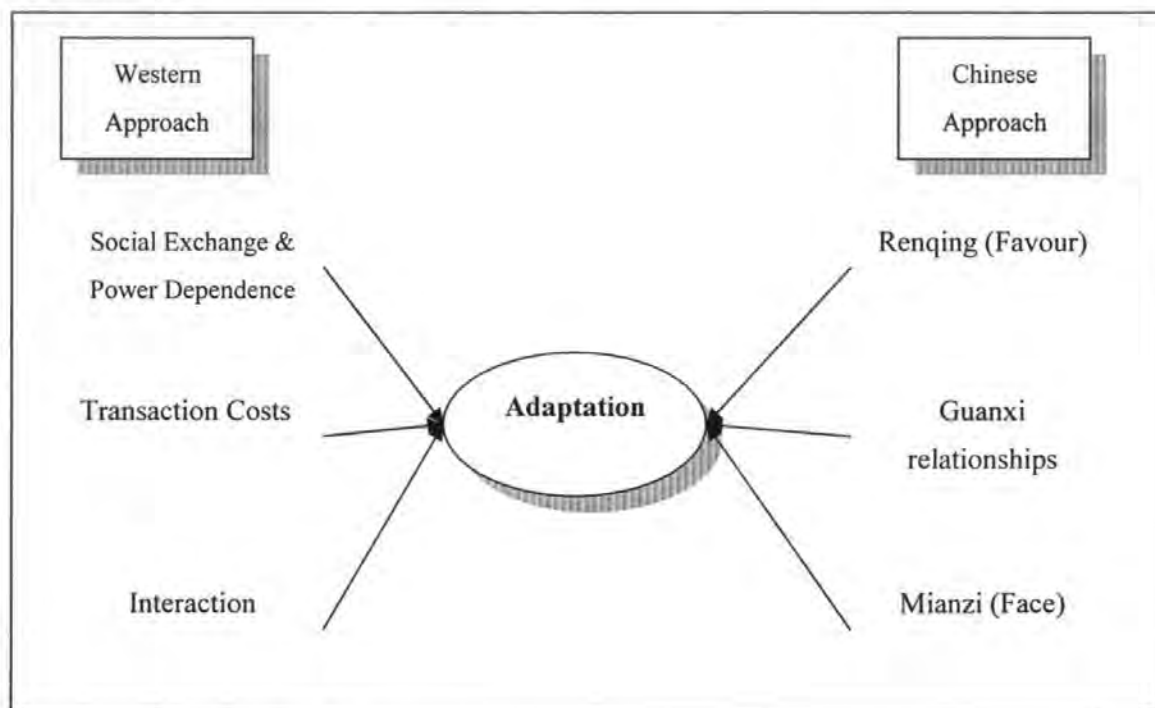 Western
Approach
Chinese
Approach
Social Exchange &
Power Dependence
Renqing (Favour)
Transaction Costs
Adaptation
Guanxi
relationships
Interaction
Mianzi (Face)